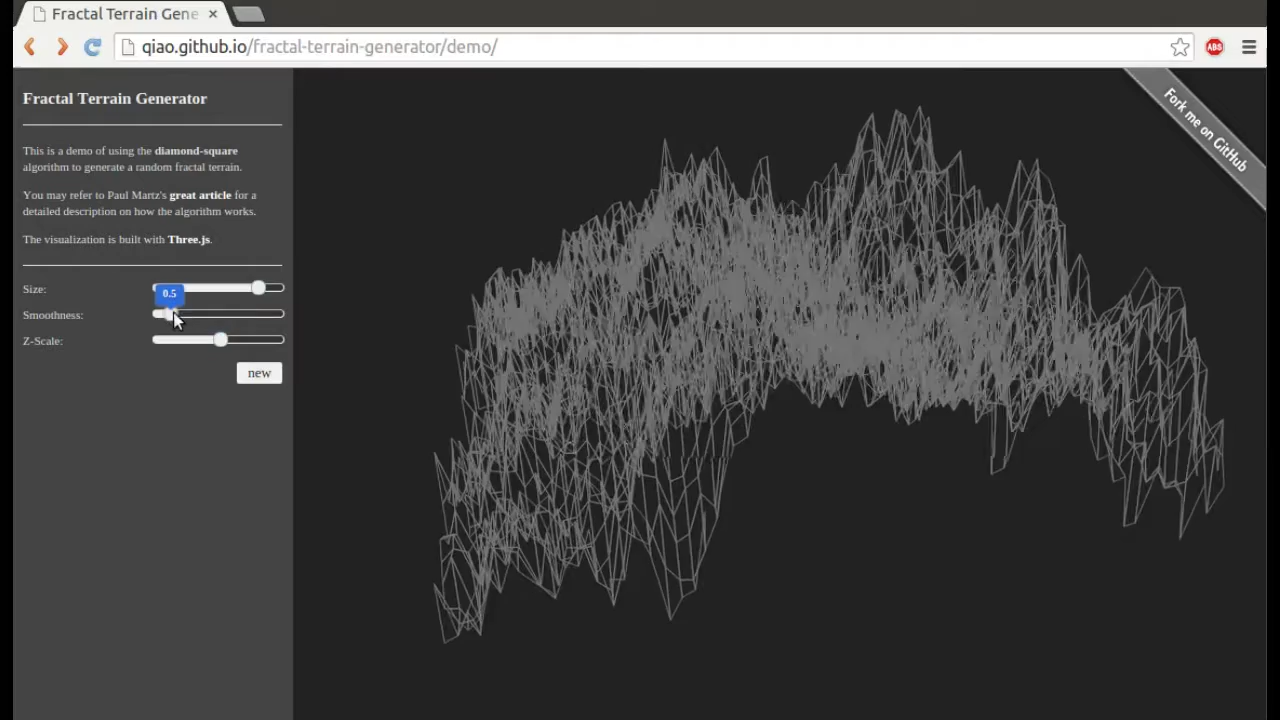 Fractal Terrain Gene
qiao.github.io/fractal-terrain-generator/demo/
ABS
Fork me on GitHub
Fractal Terrain Generator
This is a demo of using the diamond-square
algorithm to generate a random fractal terrain.
You may refer to Paul Martz's great article for a
detailed description on how the algorithm works.
The visualization is built with Three.js.
Size:
0.5
Smoothness:
Z-Scale:
new